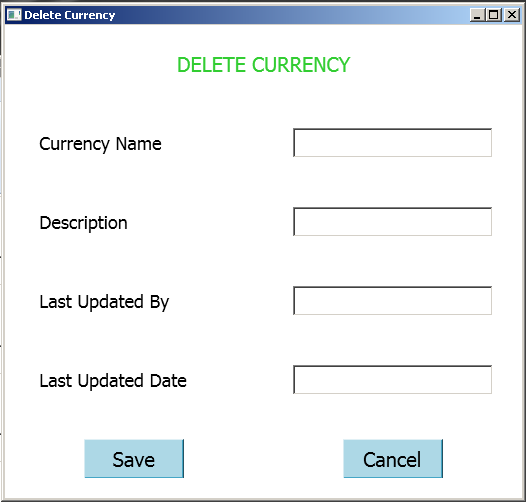 Delete Currency
DELETE CURRENCY
Currency Name
Description
Last Updated By
Last Updated Date
Save Cancel